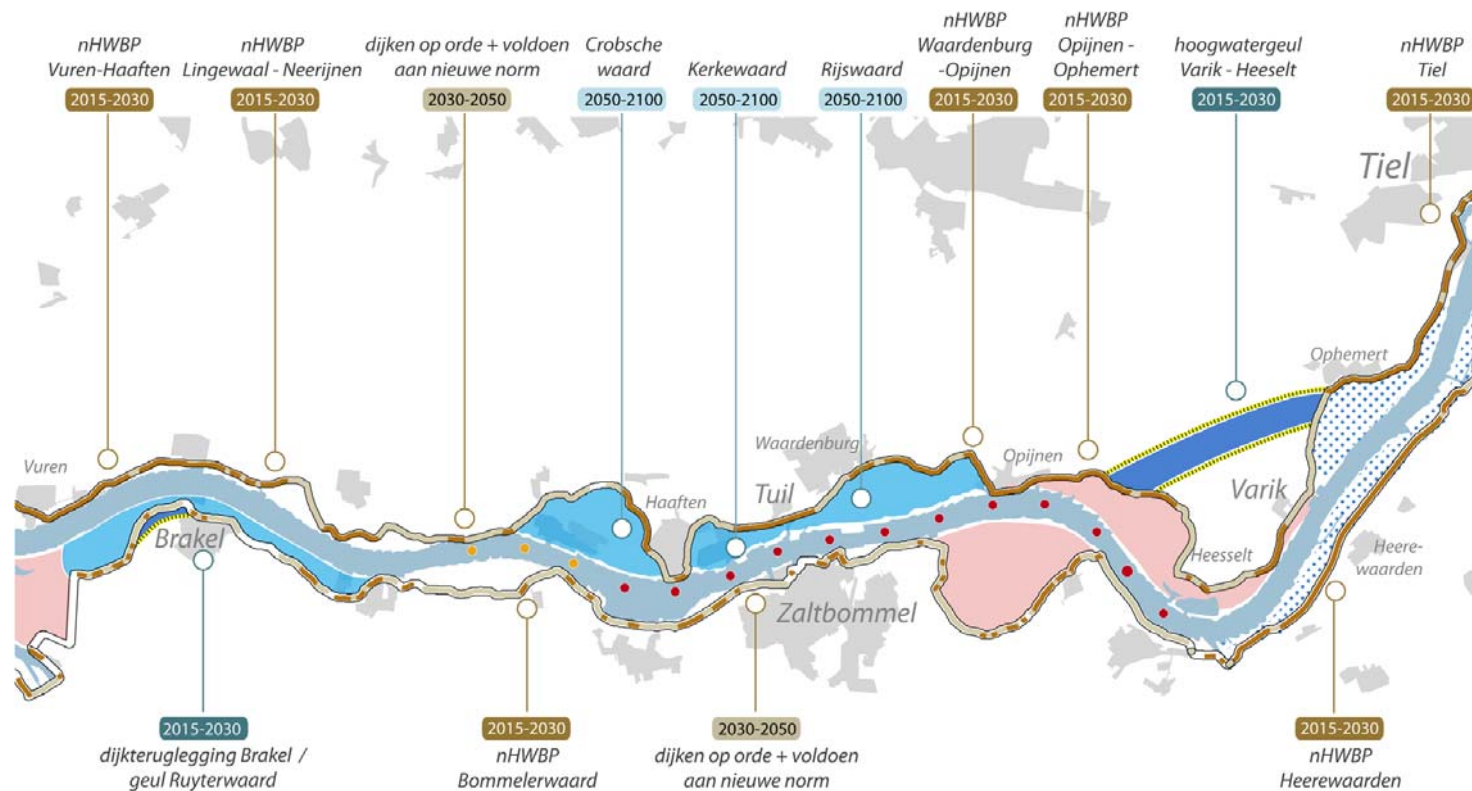 nHWBP
Vuren-Haaften
2015-2030
nHWBP
Lingewaal - Neerijnen
2015-2030
dijken op orde + voldoen
aan nieuwe norm
2030-2050
Crobsche
waard
2050-2100
Kerkewaard
2050-2100
Rijswaard
2050-2100
nHWBP
Waardenburg
-Opijnen
2015-2030
nHWBP
Opijnen -
Ophemert
2015-2030
hoogwatergeul
Varik - Heeselt
2015-2030
nHWBP
Tiel
2015-2030
Tiel
Ophemert
Vuren
Waardenburg
Opijnen
Haaften
Tuil
Varik
Brakel
Heesselt
Heere-
waarden
Zaltbommel
2015-2030
dijkteruglegging Brakel /
geul Ruyterwaard
2015-2030
nHWBP
Bommelerwaard
2030-2050
dijken op orde + voldoen
aan nieuwe norm
2015-2030
nHWBP
Heerewaarden